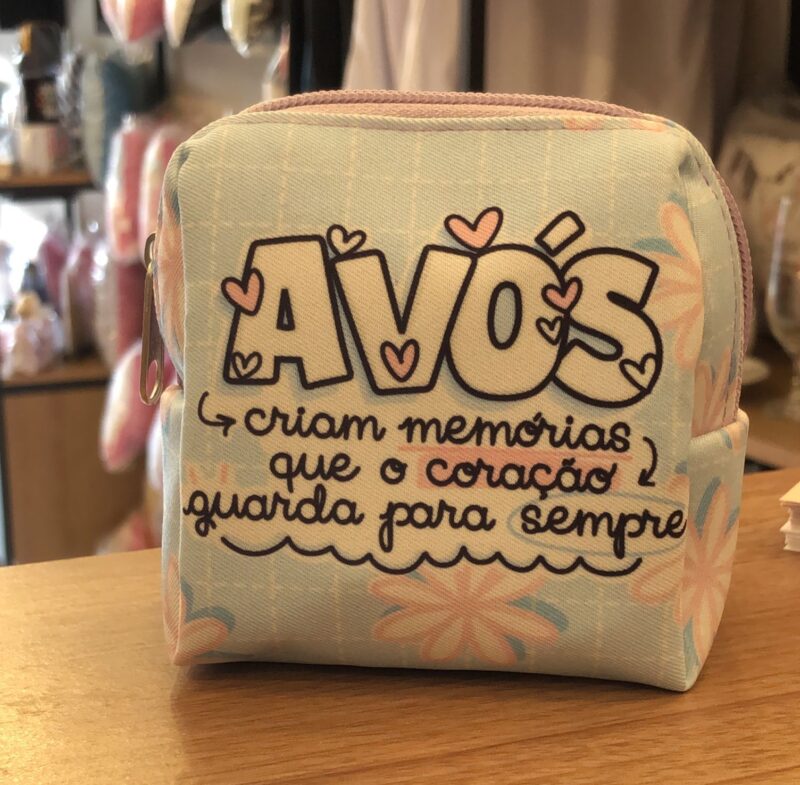 AVÓS
criam memórias
que o coração
guarda para sempre